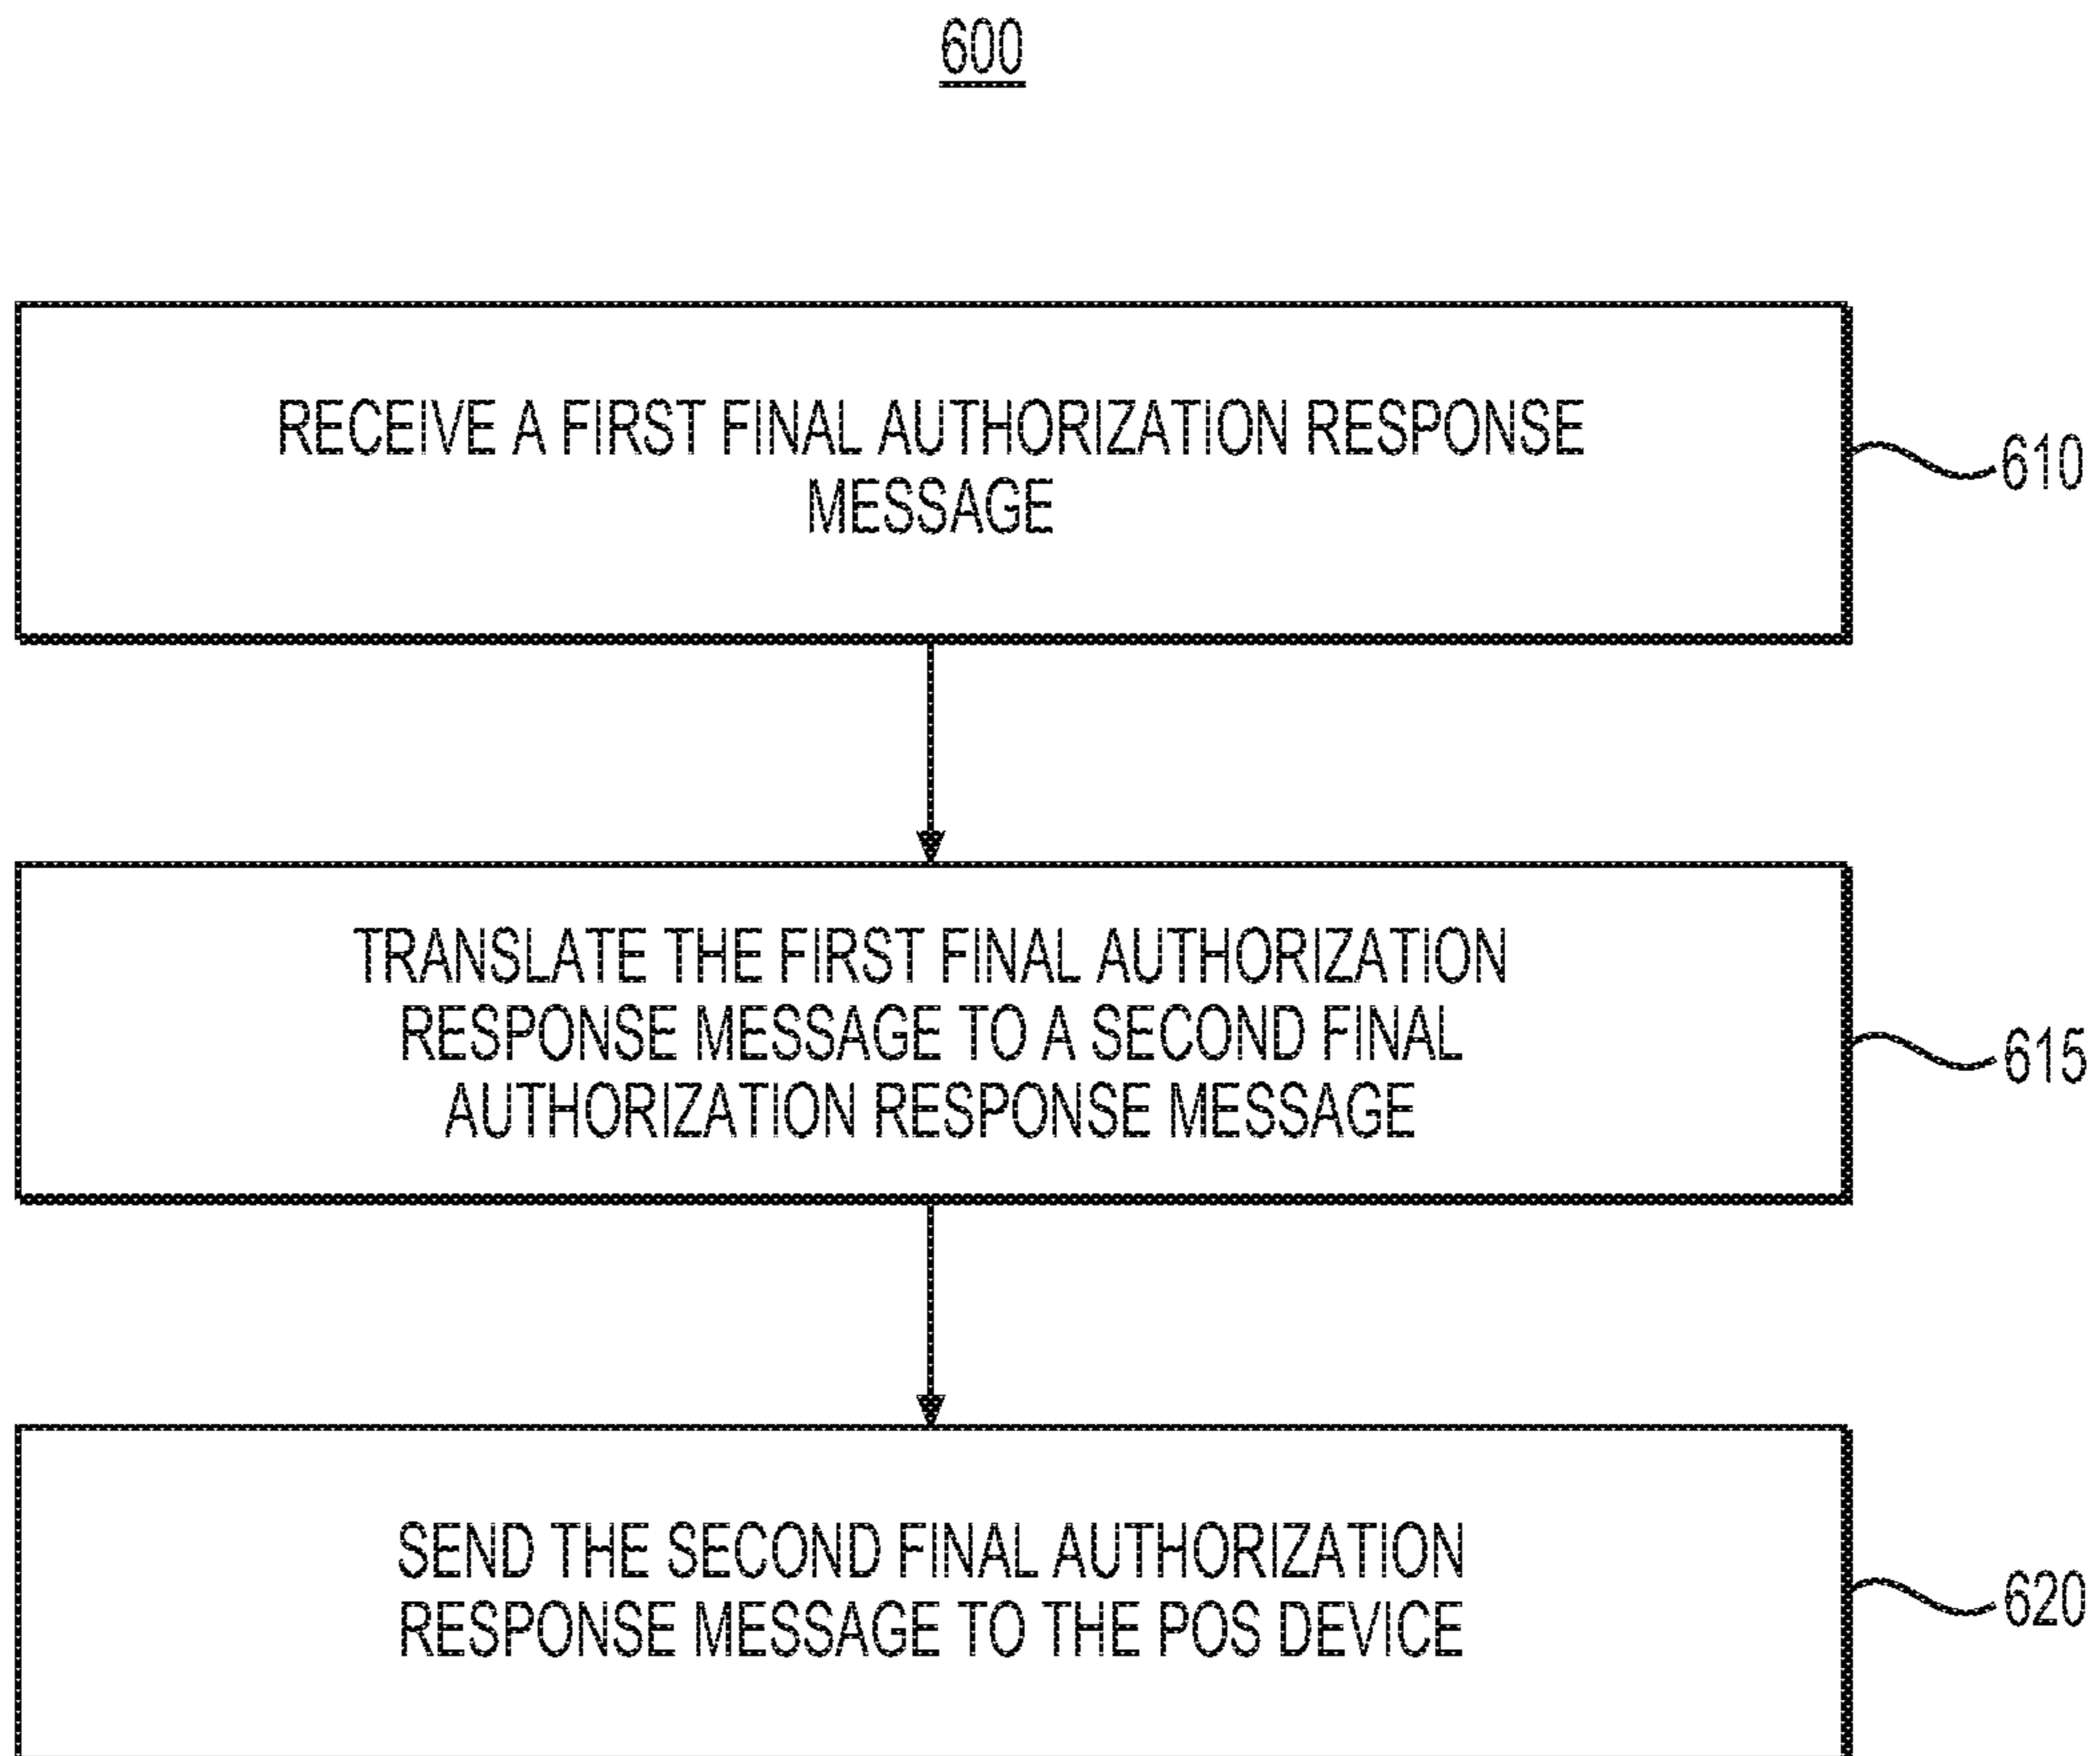 600
RECEIVE A FIRST FINAL AUTHORIZATION RESPONSE
MESSAGE
610
TRANSLATE THE FIRST FINAL AUTHORIZATION
RESPONSE MESSAGE TO A SECOND FINAL
AUTHORIZATION RESPONSE MESSAGE
615
SEND THE SECOND FINAL AUTHORIZATION
RESPONSE MESSAGE TO THE POS DEVICE
620